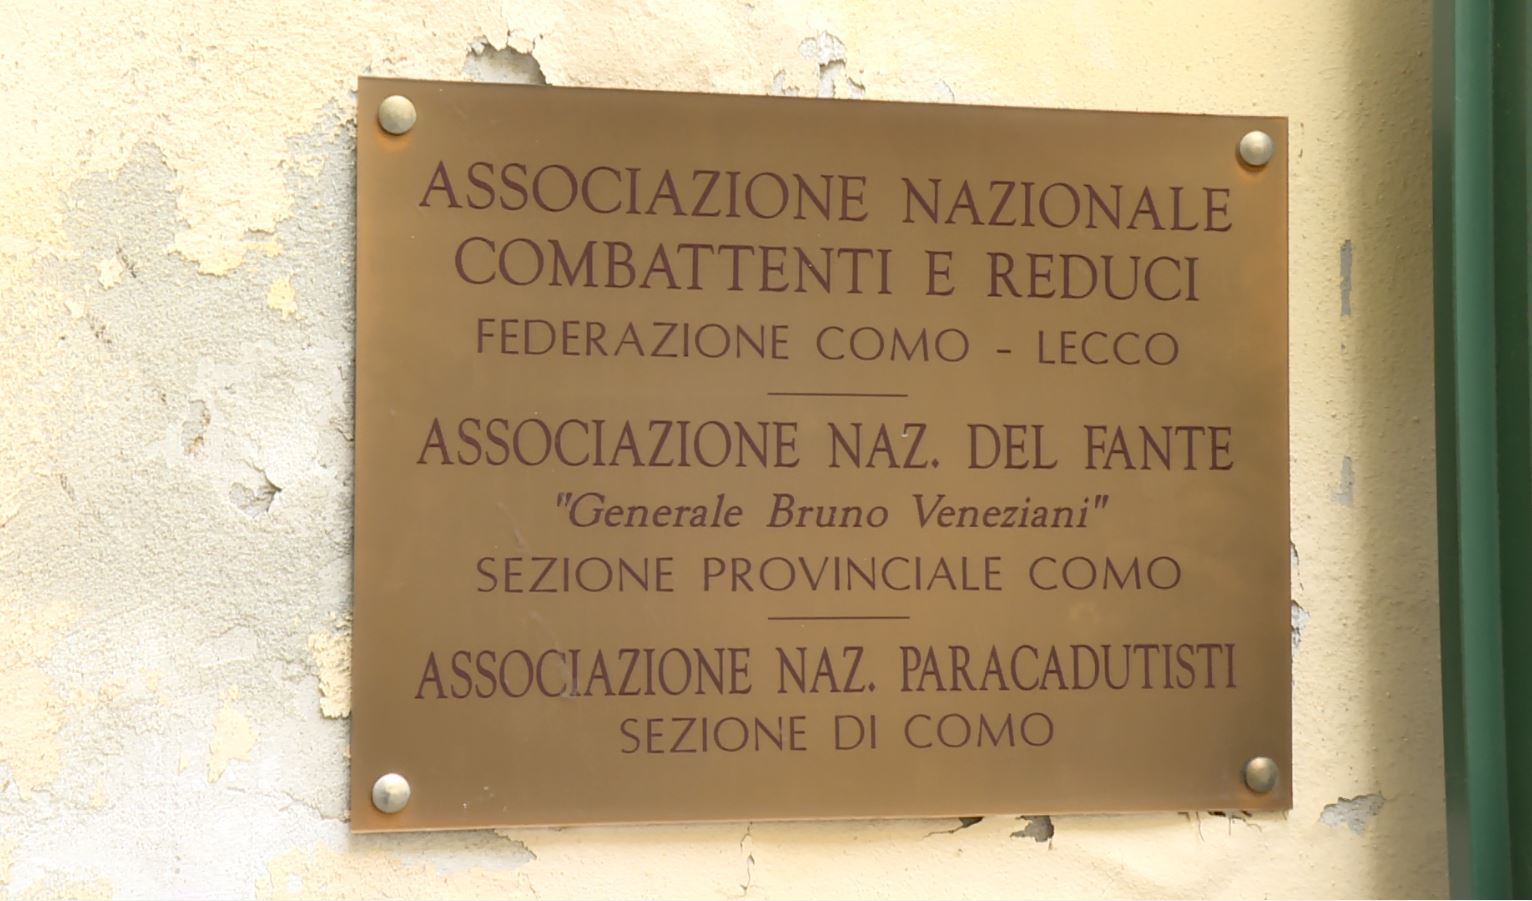 ASSOCIAZIONE NAZIONALE
COMBATTENTI E REDUCI
FEDERAZIONE COMO - LECCO
ASSOCIAZIONE NAZ. DEL FANTE
"Generale Bruno Veneziani"
SEZIONE PROVINCIALE COMO
ASSOCIAZIONE NAZ. PARACADUTISTI
SEZIONE DI COMO